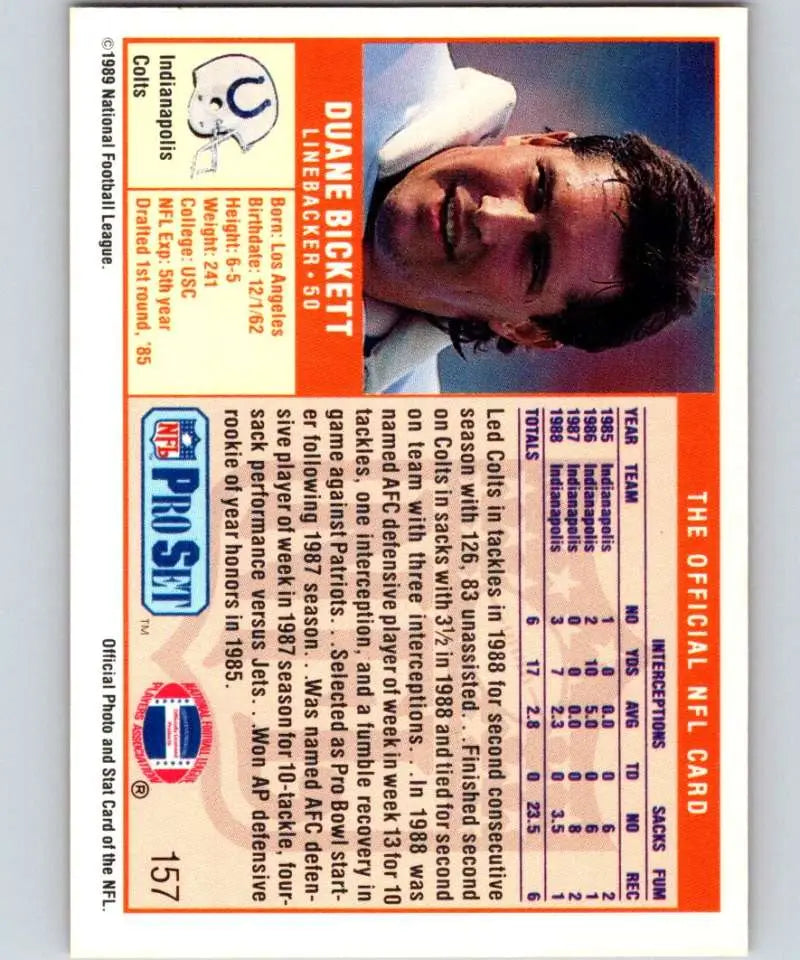 THE OFFICIAL NFL CARD
DUANE BICKETT
LINEBACKER • 50
Indianapolis
Colts
Born: Los Angeles
Birthdate: 12/1/62
Height: 6-5
Weight: 241
College: USC
NFL Exp: 5th year
Drafted 1st round, '85
INTERCEPTIONS SACKS FUM
YEAR TEAM NO YDS AVG TD NO REC
1985 Indianapolis 1 0 0.0 0 6 2
1986 Indianapolis 2 10 5.0 0 6 1
1987 Indianapolis 0 0 0.0 0 8 2
1988 Indianapolis 3 7 2.3 0 3.5 1
TOTALS 6 17 2.8 0 23.5 6
Led Colts in tackles in 1988 for second consecutive
season with 126, 83 unassisted. . .Finished second
on Colts in sacks with 3½ in 1988 and tied for second
on team with three interceptions. . .In 1988 was
named AFC defensive player of week in week 13 for 10
tackles, one interception, and a fumble recovery in
game against Patriots. . .Selected as Pro Bowl start-
er following 1987 season. . .Was named AFC defen-
sive player of week in 1987 season for 10-tackle, four-
sack performance versus Jets. . .Won AP defensive
rookie of year honors in 1985.
NFL PRO SET TM
NATIONAL FOOTBALL LEAGUE
PLAYERS ASSOCIATION
®
157
©1989 National Football League.
Official Photo and Stat Card of the NFL.